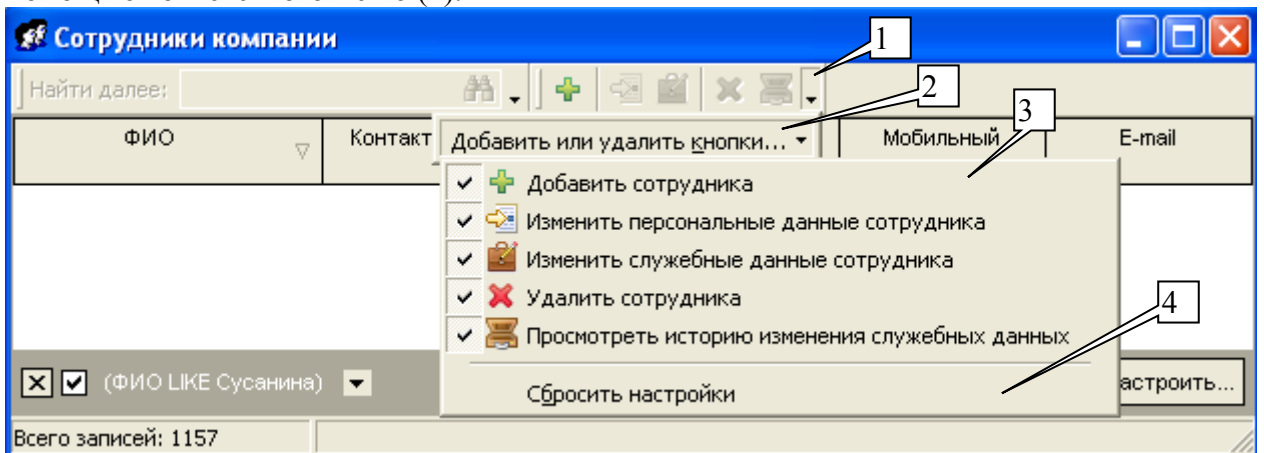 Сотрудники компании
1
Найти далее:
2
3
ФИО
Контакт
Добавить или удалить кнопки...
Мобильный
E-mail
Добавить сотрудника
Изменить персональные данные сотрудника
Изменить служебные данные сотрудника
Удалить сотрудника
4
Просмотреть историю изменения служебных данных
(ФИО LIKE Сусанина)
Сбросить настройки
астроить...
Всего записей: 1157